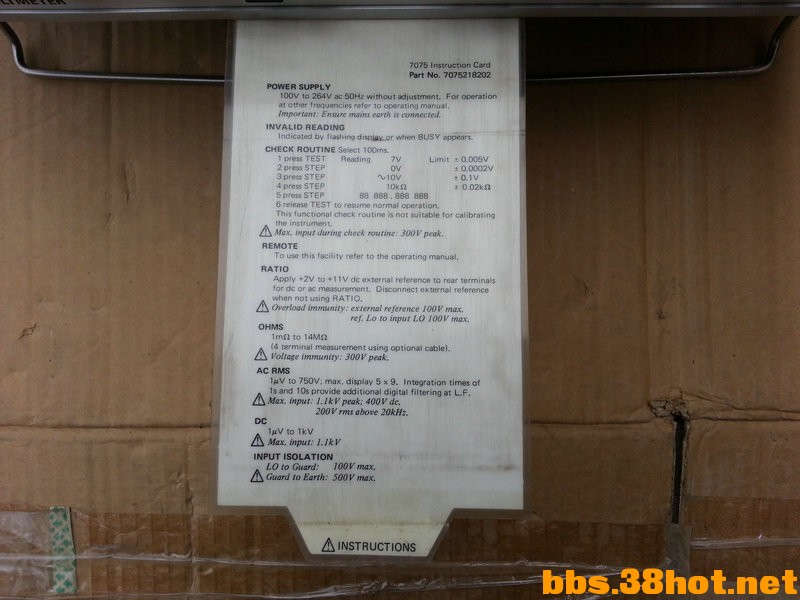 7075 Instruction Card
Part No. 7075218202
POWER SUPPLY
100V to 264V ac 50Hz without adjustment. For operation
at other frequencies refer to operating manual.
Important: Ensure mains earth is connected.
INVALID READING
Indicated by flashing display or when BUSY appears.
CHECK ROUTINE Select 100ms.
1 press TEST Reading 7V Limit ± 0.005V
2 press STEP 0V ± 0.0002V
3 press STEP ∿10V ± 0.1V
4 press STEP 10kΩ ± 0.02kΩ
5 press STEP 88 888 . 888 888
6 release TEST to resume normal operation.
This functional check routine is not suitable for calibrating
the instrument.
⚠ Max. input during check routine: 300V peak.
REMOTE
To use this facility refer to the operating manual.
RATIO
Apply +2V to +11V dc external reference to rear terminals
for dc or ac measurement. Disconnect external reference
when not using RATIO.
⚠ Overload immunity: external reference 100V max.
ref. Lo to input LO 100V max.
OHMS
1mΩ to 14MΩ
(4 terminal measurement using optional cable).
⚠ Voltage immunity: 300V peak.
AC RMS
1μV to 750V, max. display 5 x 9. Integration times of
1s and 10s provide additional digital filtering at L.F.
⚠ Max. input: 1.1kV peak; 400V dc.
200V rms above 20kHz.
DC
1μV to 1kV
⚠ Max. input: 1.1kV
INPUT ISOLATION
LO to Guard: 100V max.
⚠ Guard to Earth: 500V max.
⚠ INSTRUCTIONS
bbs.38hot.net